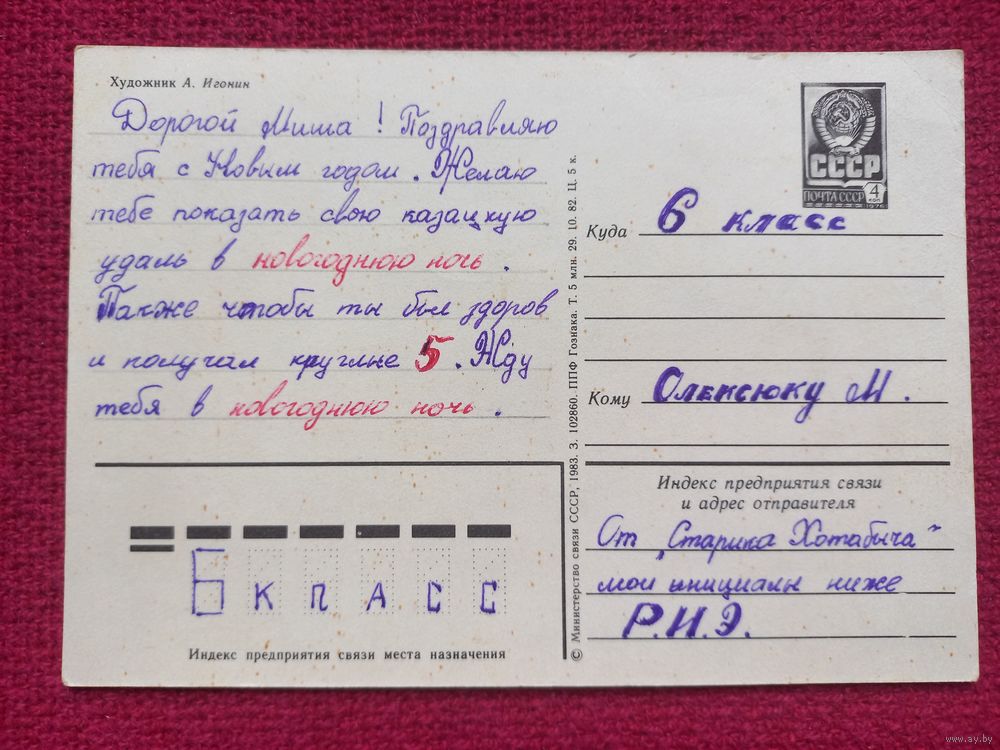 Художник А. Игонин
Дорогой Миша! Поздравляю
тебя с Новым годом. Желаю
тебе показать свою казацкую
удаль в новогоднюю ночь.
Также чтобы ты был здоров
и получал круглые 5. Жду
тебя в новогоднюю ночь.
СССР
ПОЧТА СССР
4
коп
1976
Куда 6 класс
Кому Олексюку М.
Индекс предприятия связи
и адрес отправителя
От "Старика Хотабыча"
мои инициалы ниже
Р.И.Э.
6 КЛАСС
Индекс предприятия связи места назначения
© Министерство связи СССР, 1983. З. 102860. ППФ Гознака. Т. 5 млн. 29. 10. 82. Ц. 5 к.
www.ay.by